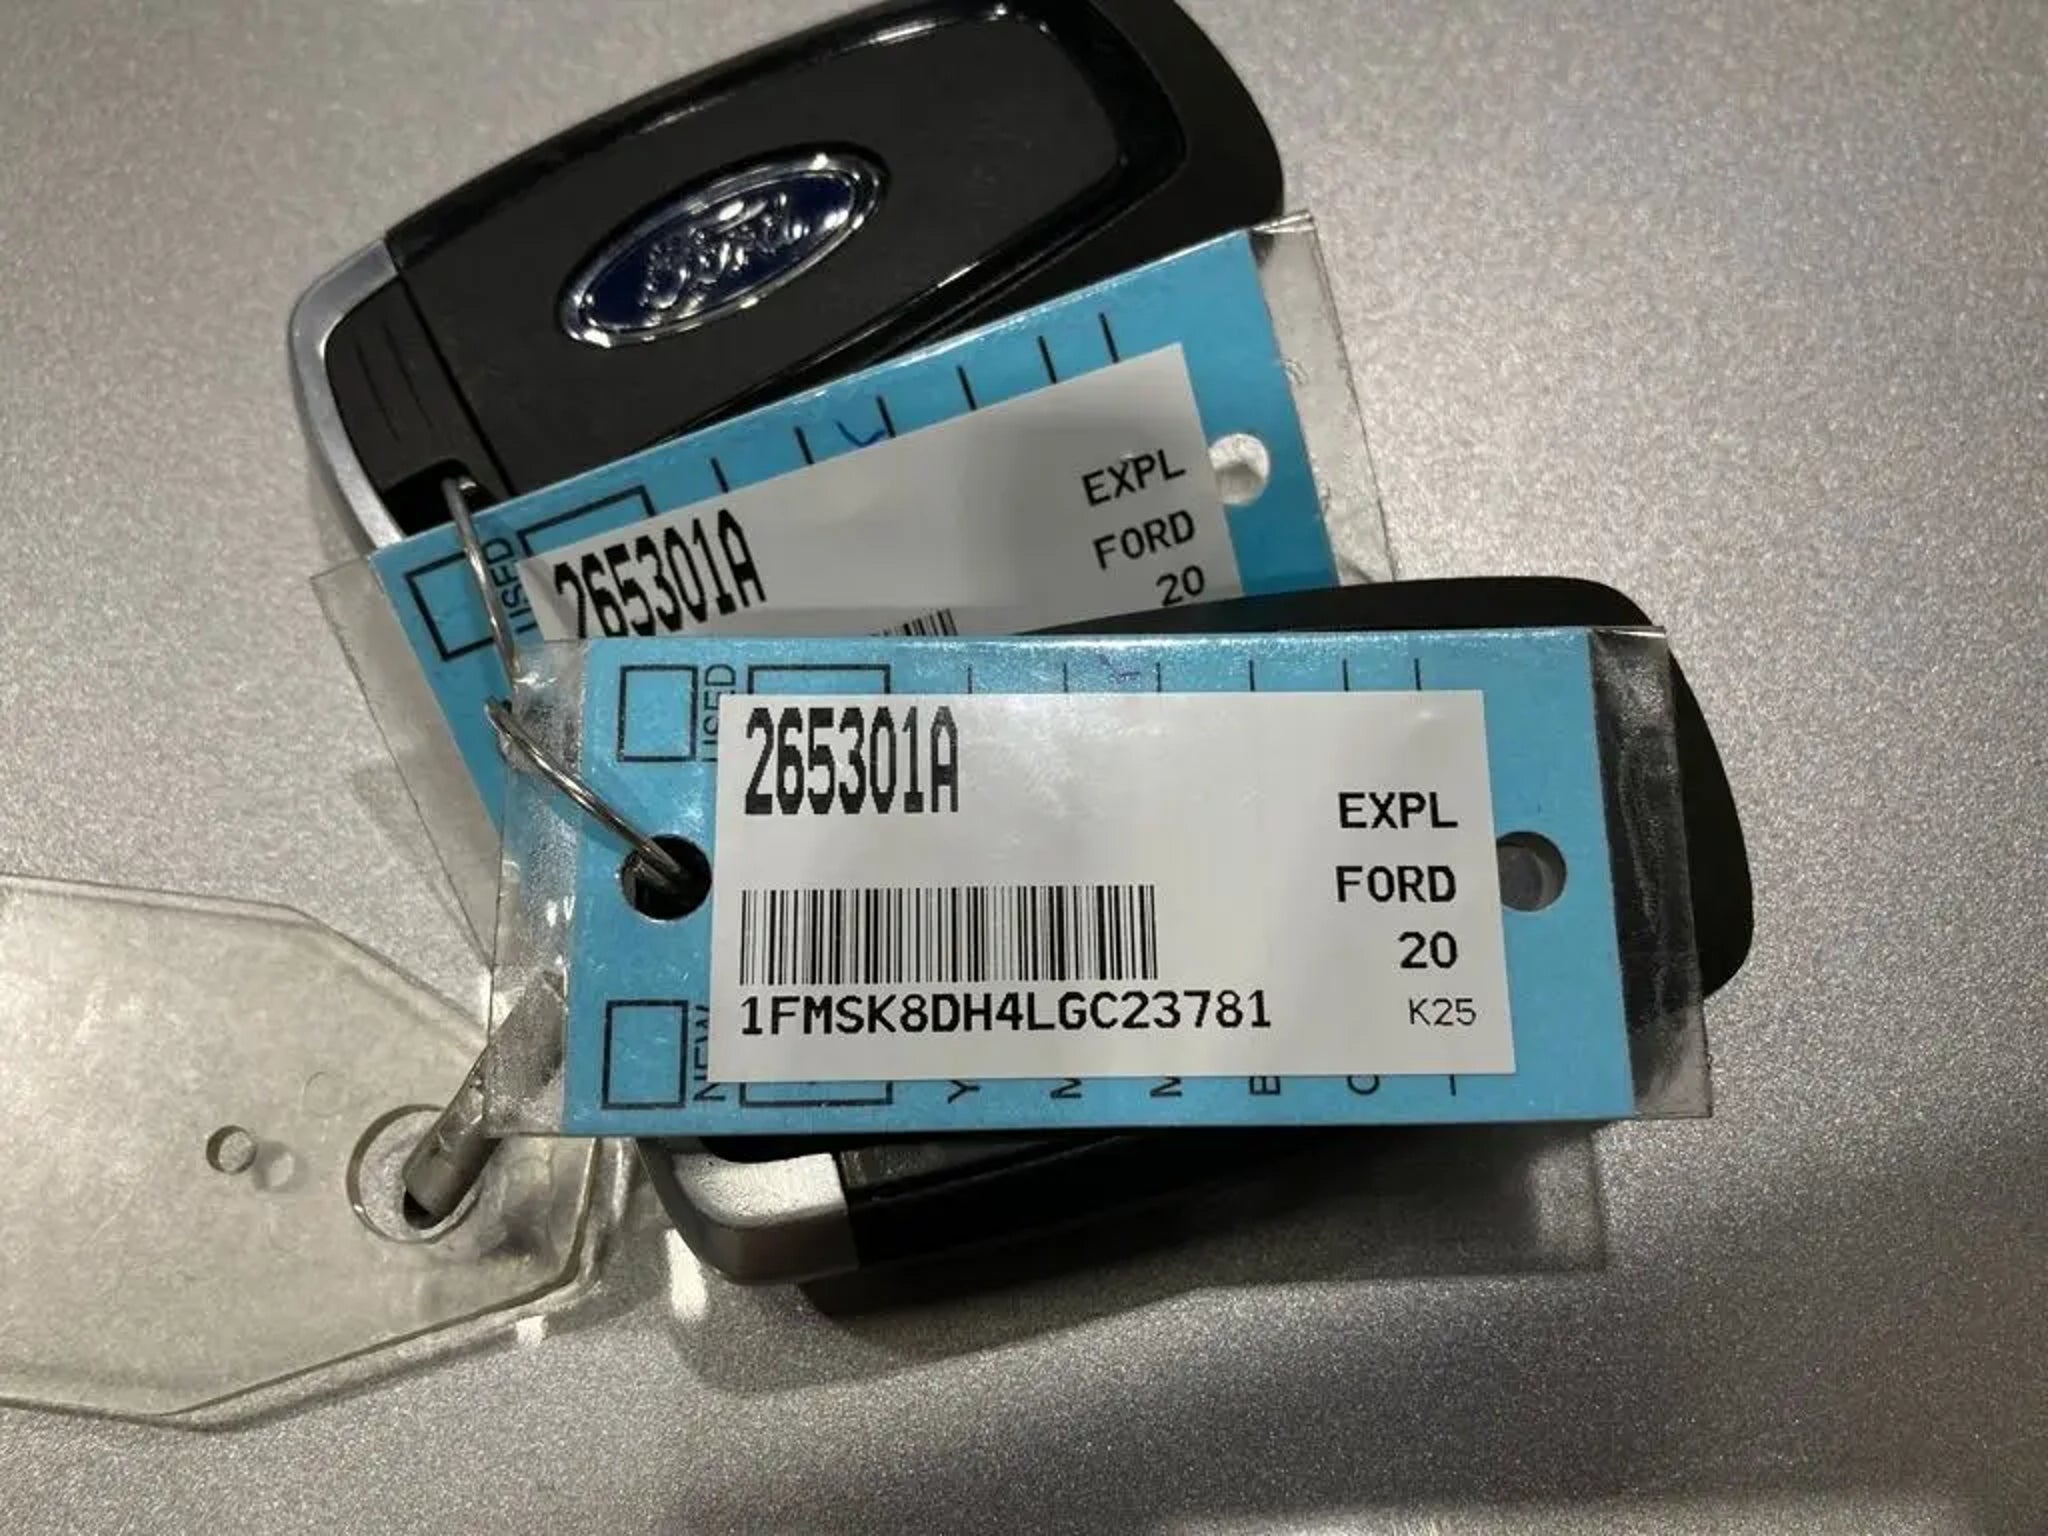 Ford
USED
265301A
EXPL
FORD
20
USED
265301A
EXPL
FORD
20
1FMSK8DH4LGC23781
K25
NEW
Y
M
M
B